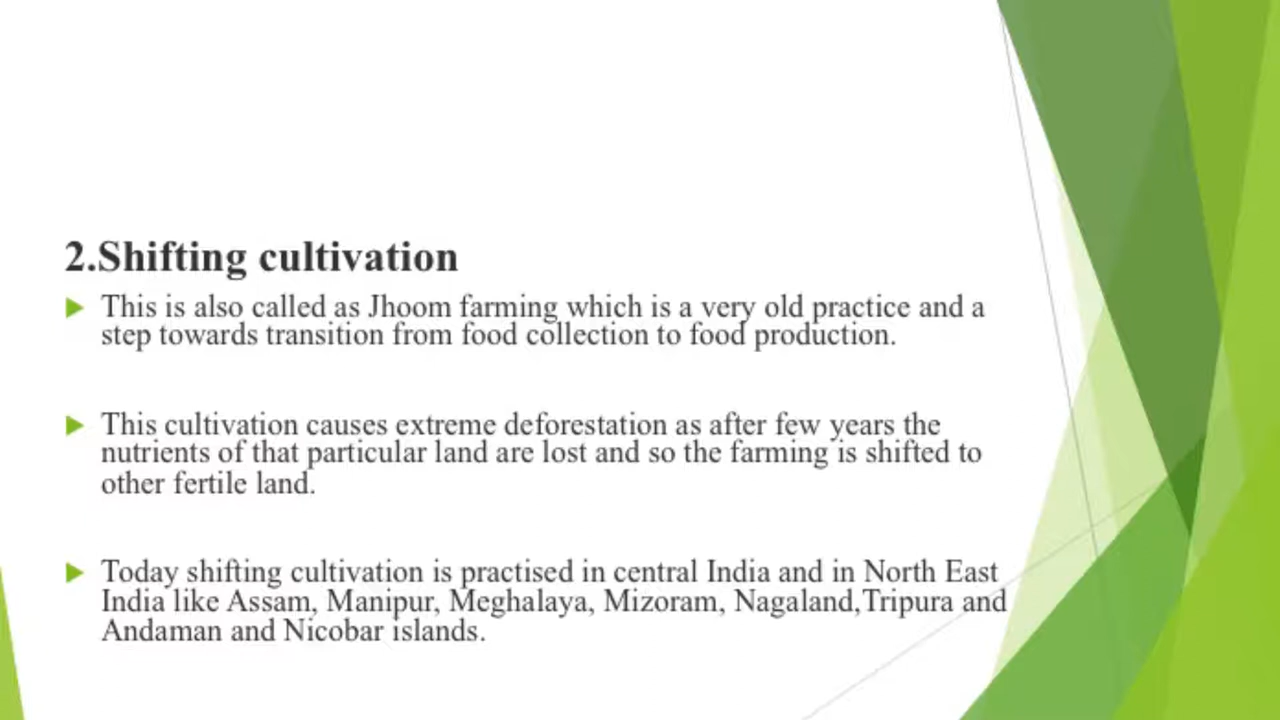 2.Shifting cultivation
This is also called as Jhoom farming which is a very old practice and a
step towards transition from food collection to food production.
This cultivation causes extreme deforestation as after few years the
nutrients of that particular land are lost and so the farming is shifted to
other fertile land.
Today shifting cultivation is practised in central India and in North East
India like Assam, Manipur, Meghalaya, Mizoram, Nagaland,Tripura and
Andaman and Nicobar islands.